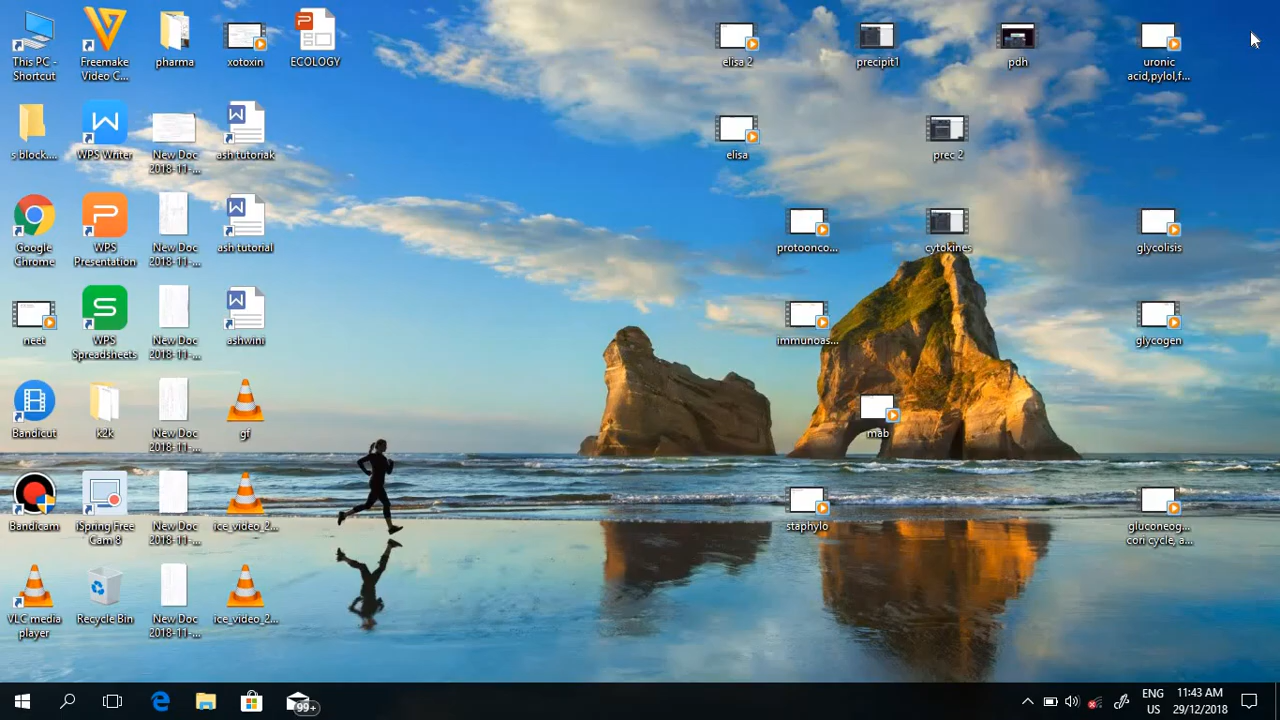 This PC -
Shortcut
Freemake
Video C...
pharma
xotoxin
ECOLOGY
elisa 2
precipit1
pdh
uronic
acid,pylol,f...
s block....
WPS Writer
New Doc
2018-11-...
ash tutoriak
elisa
prec 2
Google
Chrome
WPS
Presentation
New Doc
2018-11-...
ash tutorial
protoonco...
cytokines
glycolisis
neet
WPS
Spreadsheets
New Doc
2018-11-...
ashwini
immunoas...
glycogen
Bandicut
k2k
New Doc
2018-11-...
gf
mab
Bandicam
iSpring Free
Cam 8
New Doc
2018-11-...
ice_video_2...
staphylo
gluconeog...
cori cycle, a...
VLC media
player
Recycle Bin
New Doc
2018-11-...
ice_video_2...
99+
ENG
US
11:43 AM
29/12/2018